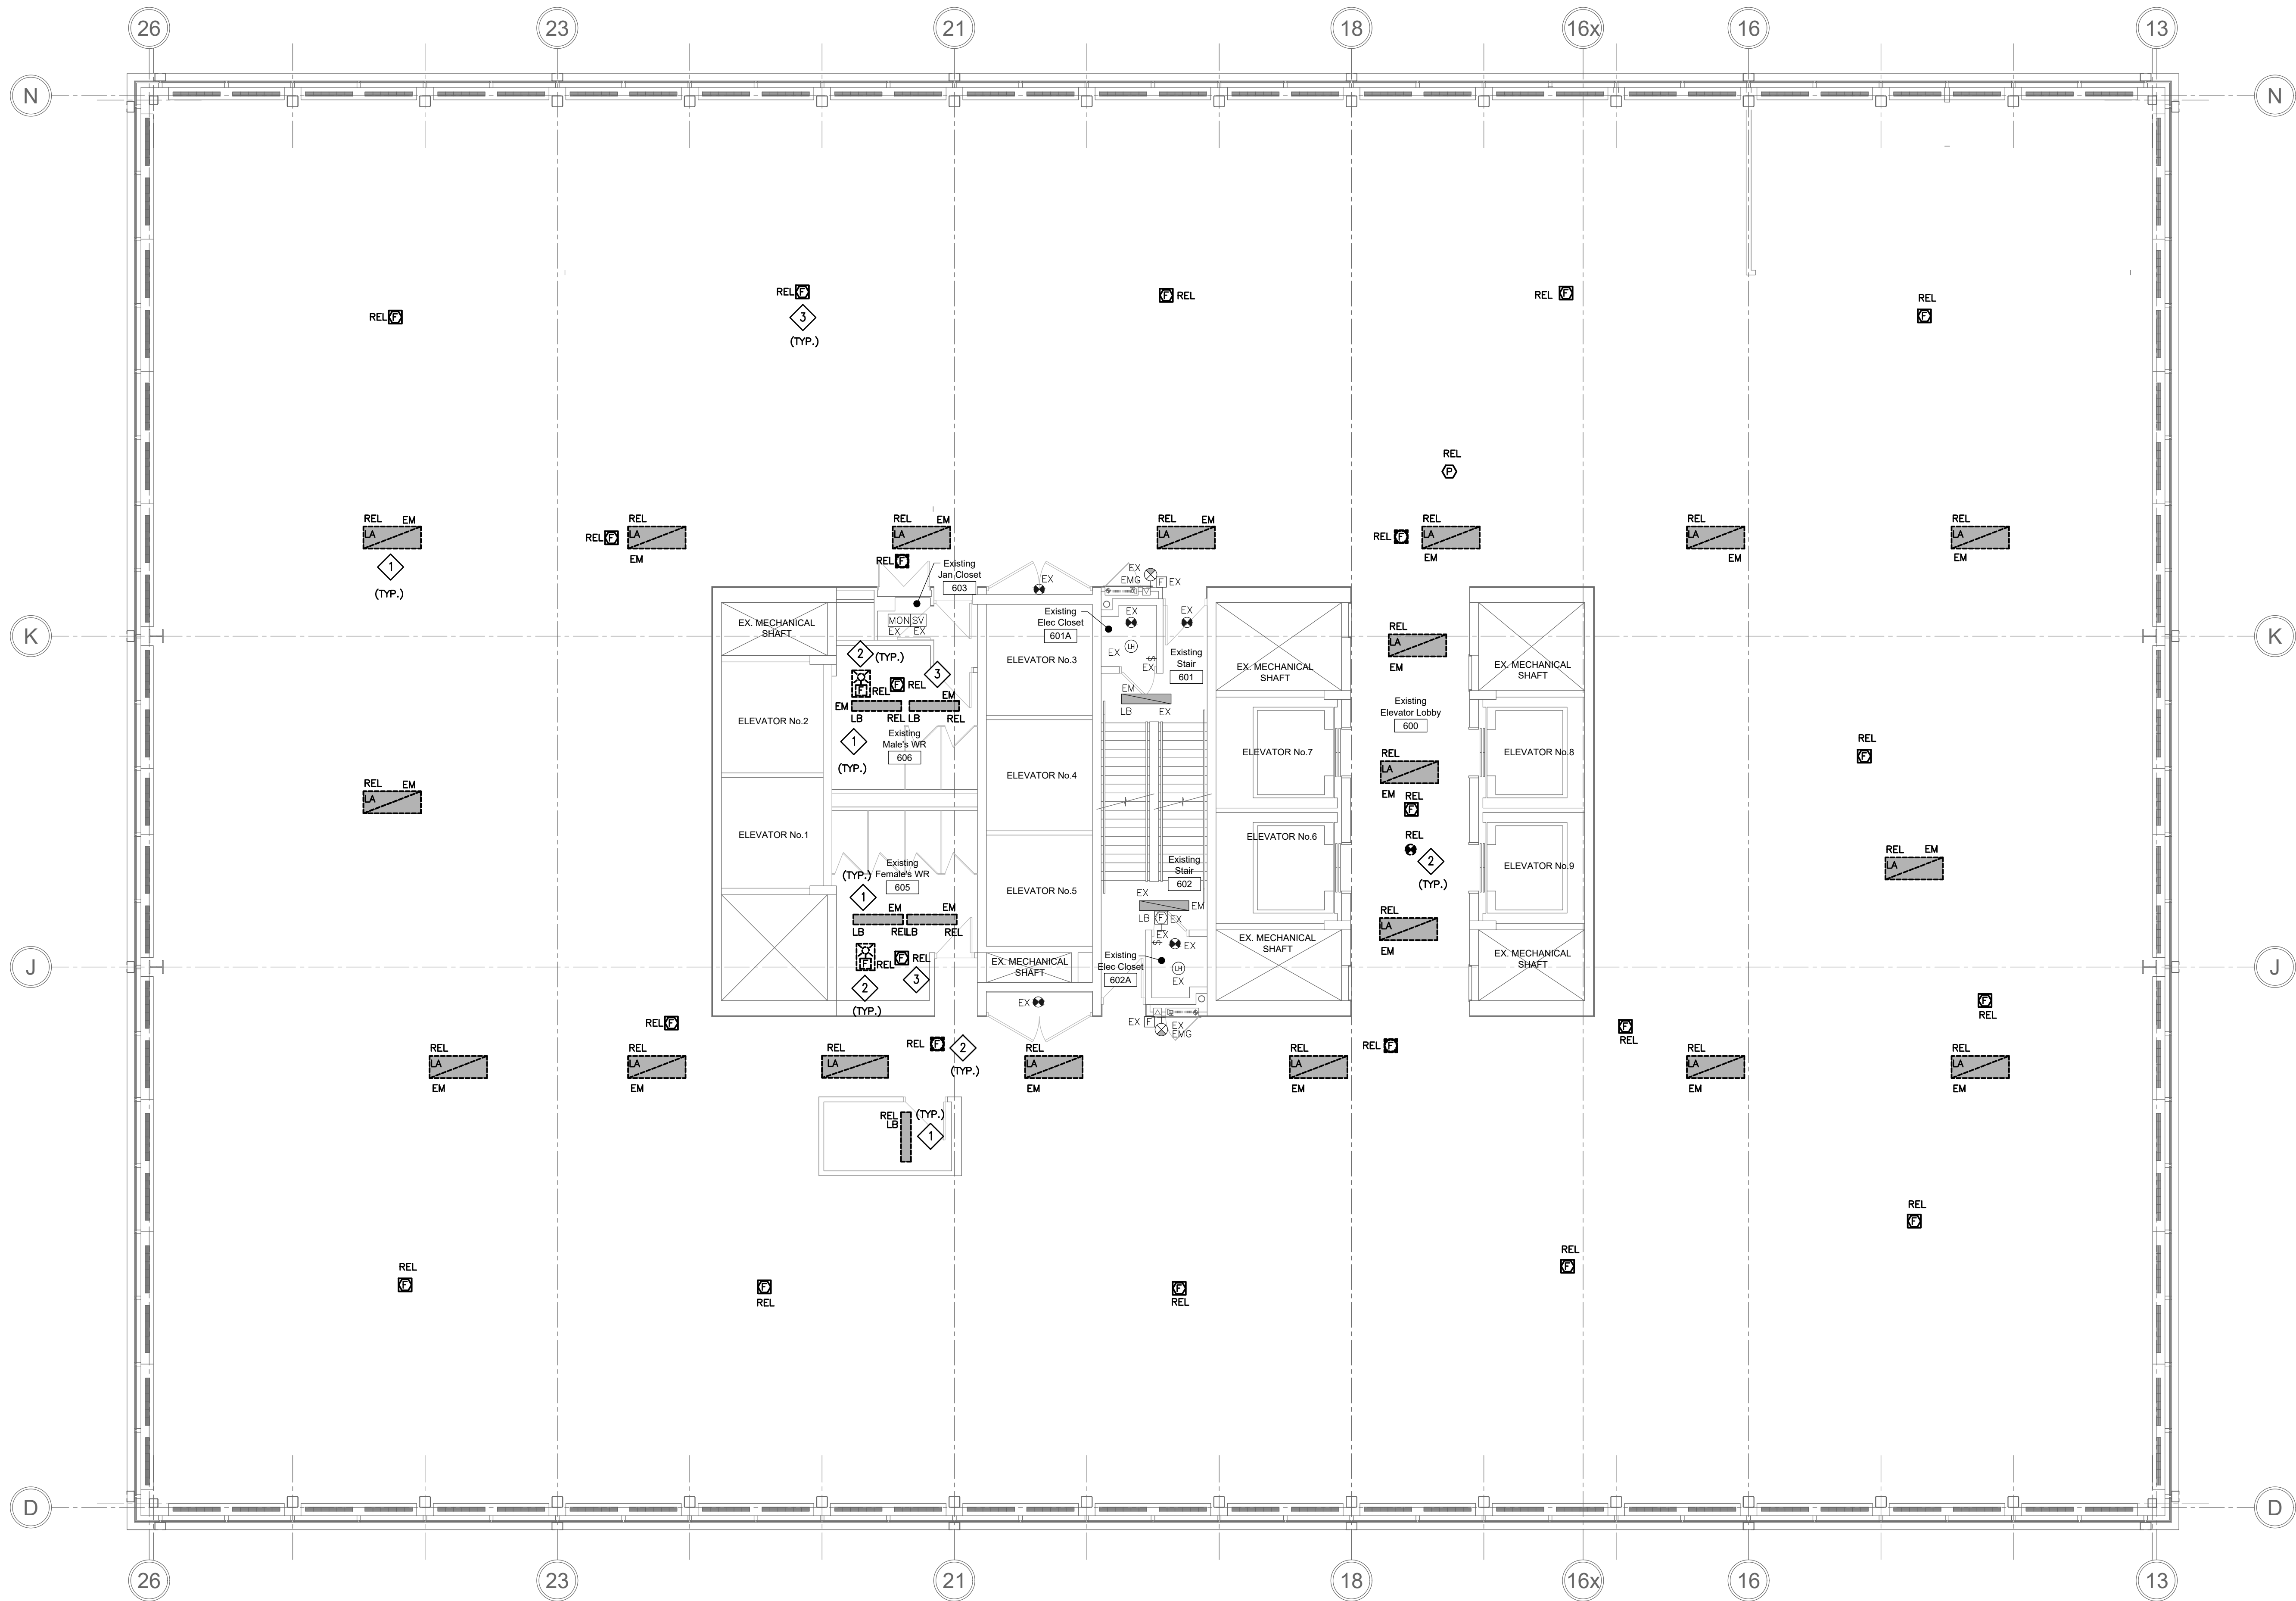 26 23 21 18 16x 16 13
N N
REL F
REL F
3
(TYP.)
F REL
REL F
REL
F
REL
P
REL EM
LA
1
(TYP.)
REL F
REL
LA
EM
REL EM
LA
REL F
REL EM
LA
REL F
REL
LA
EM
REL
LA
EM
REL
LA
EM
Existing
Jan Closet
603
MON SV
EX EX
EX
EX
EMG
F EX
Existing
Elec Closet
601A
EX
EX
LH
EX
EX
$
Existing
Stair
601
EM
LB EX
K K
EX. MECHANICAL
SHAFT
2
(TYP.)
F
REL
F REL
3
EM
EM
LB REL LB REL
1
(TYP.)
Existing
Male's WR
606
ELEVATOR No.2
ELEVATOR No.1
ELEVATOR No.3
ELEVATOR No.4
ELEVATOR No.5
EX. MECHANICAL
SHAFT
REL
LA
EM
EX. MECHANICAL
SHAFT
Existing
Elevator Lobby
600
ELEVATOR No.7
ELEVATOR No.8
REL
LA
EM REL
F
REL
2
(TYP.)
ELEVATOR No.6
ELEVATOR No.9
REL
LA
EM
REL
F
REL EM
LA
REL EM
LA
Existing
Female's WR
605
(TYP.)
1
EM EM
LB REL LB REL
F
REL
F REL
2
(TYP.)
3
Existing
Stair
602
EX
EM
LB F EX
EX
$
EX
Existing
Elec Closet
602A
LH
EX
EX F
EX
EMG
EX. MECHANICAL
SHAFT
EX
EX. MECHANICAL
SHAFT
EX. MECHANICAL
SHAFT
J J
REL F
REL F
2
(TYP.)
REL F
F
REL
F
REL
REL
LA
EM
REL
LA
EM
REL
LA
REL
LA
EM
REL
LA
EM
REL
LA
EM
REL
LA
EM
REL
LB
(TYP.)
1
REL
F
F
REL
F
REL
REL
F
REL
F
D D
26 23 21 18 16x 16 13